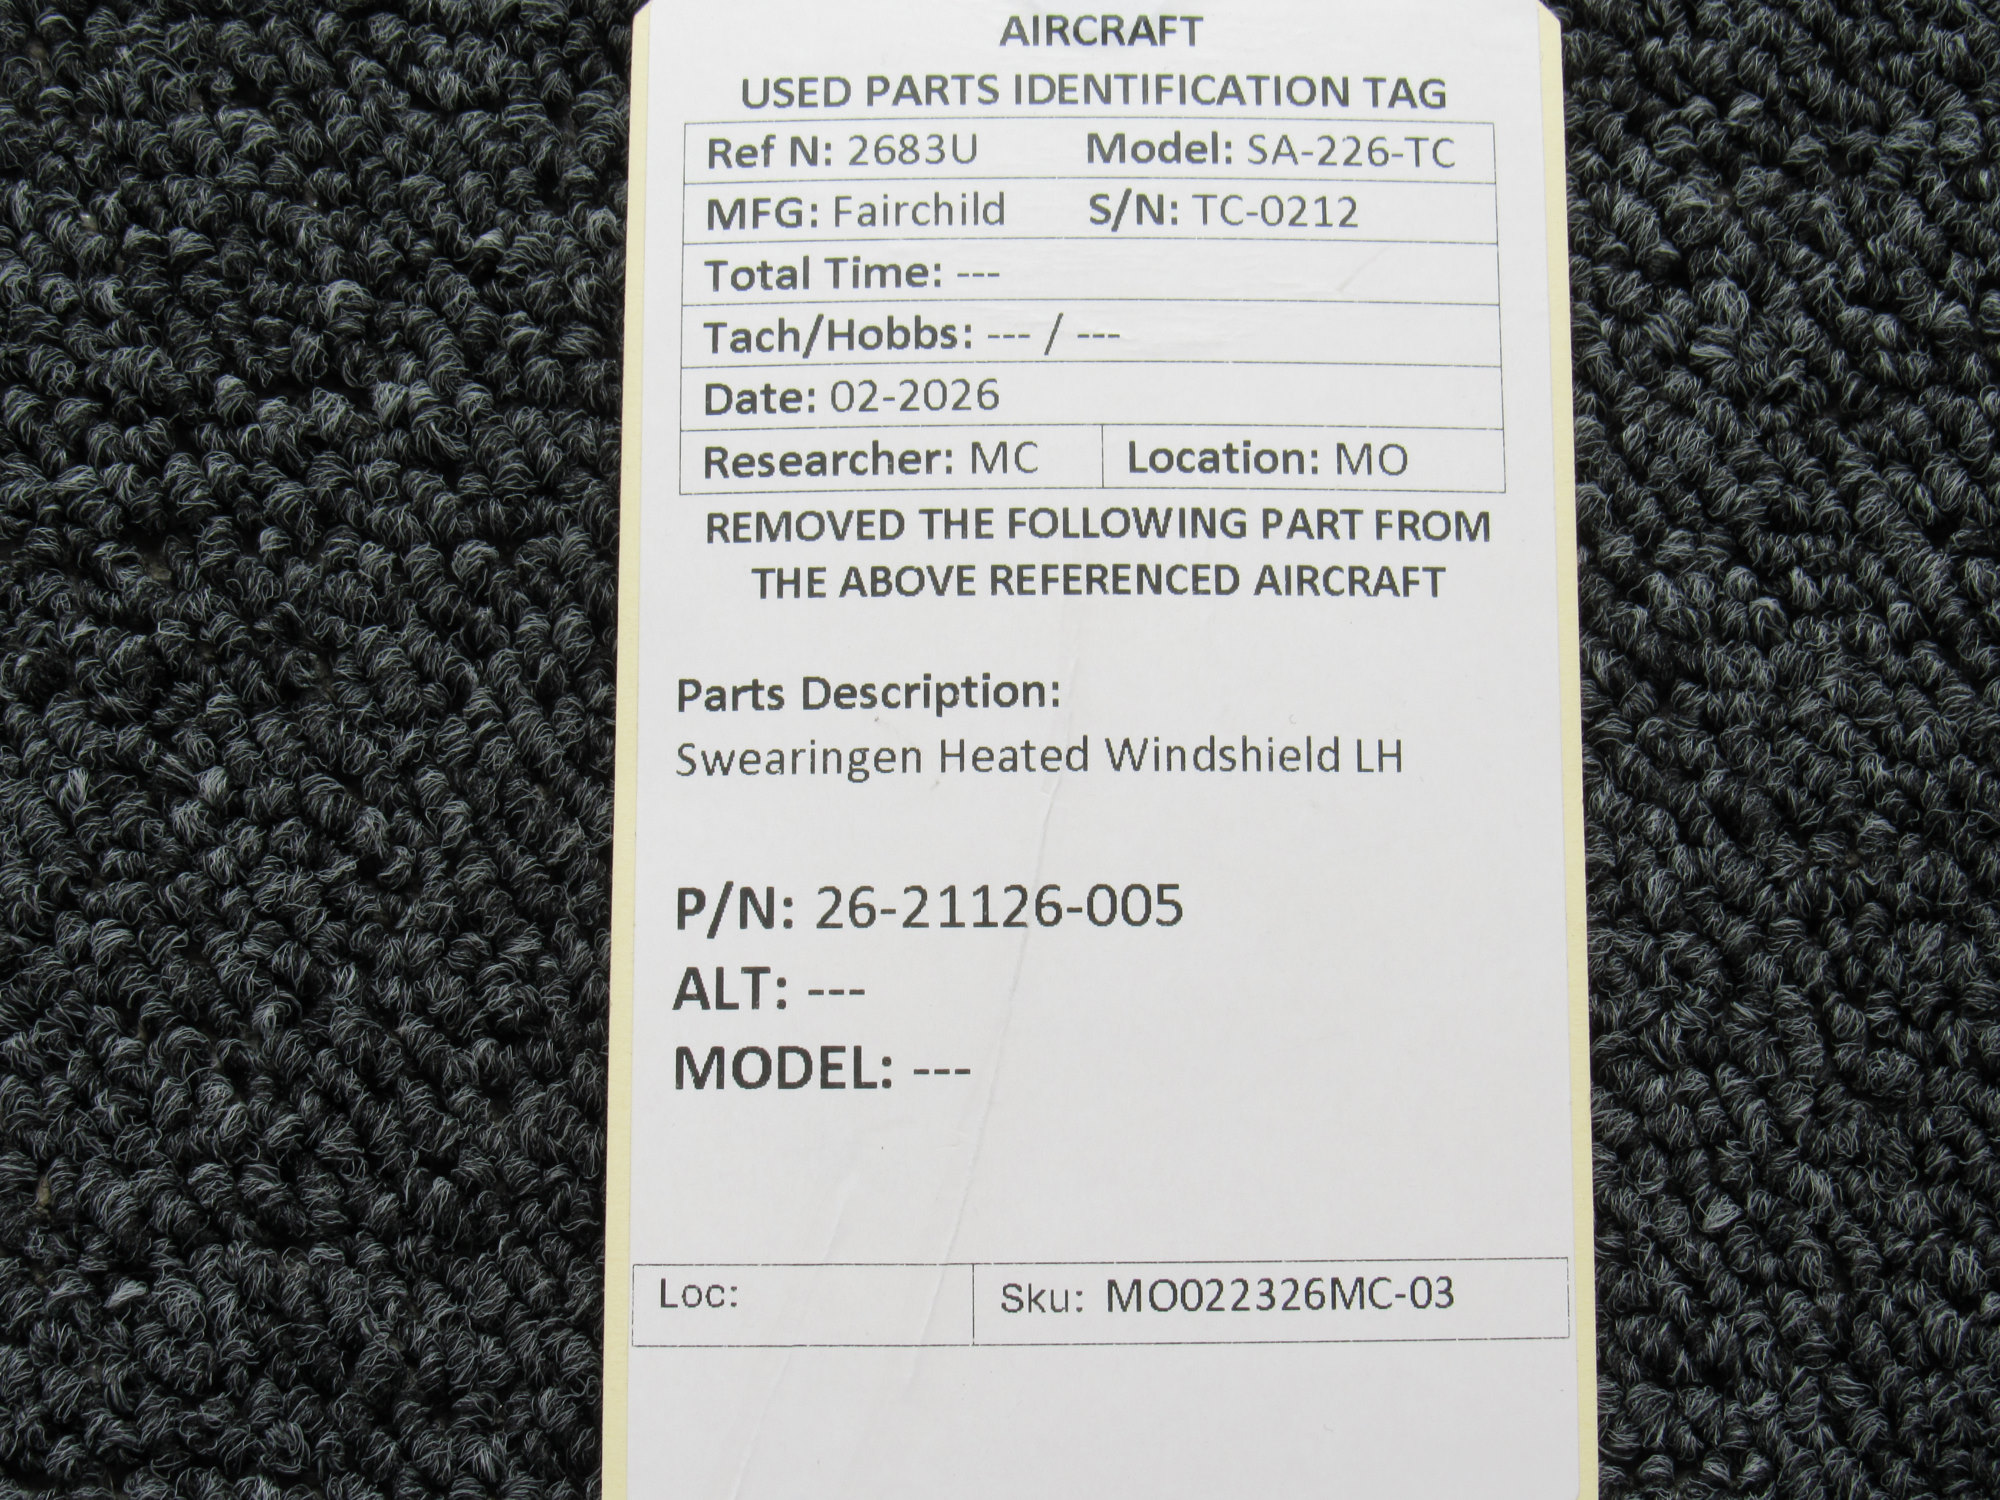 AIRCRAFT
USED PARTS IDENTIFICATION TAG
Ref N: 2683U Model: SA-226-TC
MFG: Fairchild S/N: TC-0212
Total Time: ---
Tach/Hobbs: --- / ---
Date: 02-2026
Researcher: MC Location: MO
REMOVED THE FOLLOWING PART FROM
THE ABOVE REFERENCED AIRCRAFT
Parts Description:
Swearingen Heated Windshield LH
P/N: 26-21126-005
ALT: ---
MODEL: ---
Loc: Sku: MO022326MC-03